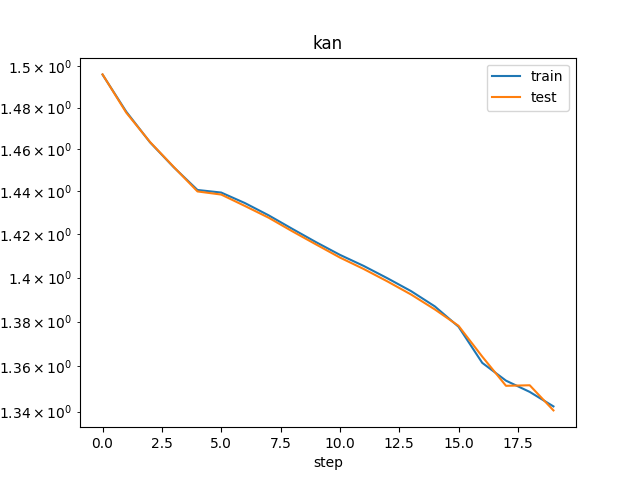 kan
1.5 × 10⁰
1.48 × 10⁰
1.46 × 10⁰
1.44 × 10⁰
1.42 × 10⁰
1.4 × 10⁰
1.38 × 10⁰
1.36 × 10⁰
1.34 × 10⁰
train
test
0.0 2.5 5.0 7.5 10.0 12.5 15.0 17.5
step